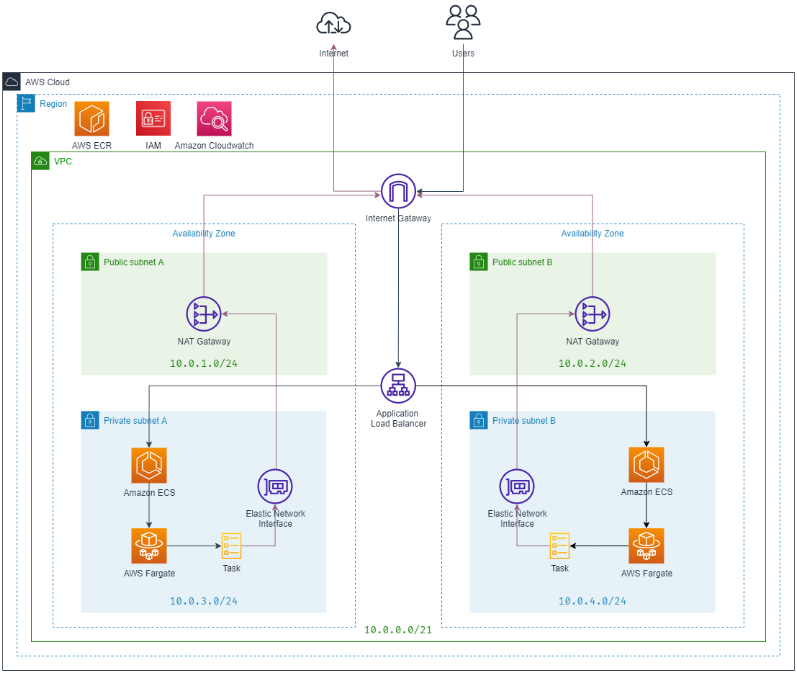 Internet
Users
AWS Cloud
Region
AWS ECR
IAM
Amazon Cloudwatch
VPC
Internet Gataway
Availability Zone
Availability Zone
Public subnet A
Public subnet B
NAT Gataway
NAT Gataway
10.0.1.0/24
10.0.2.0/24
Application
Load Balancer
Private subnet A
Private subnet B
Amazon ECS
Amazon ECS
Elastic Network
Interface
Elastic Network
Interface
AWS Fargate
Task
Task
AWS Fargate
10.0.3.0/24
10.0.4.0/24
10.0.0.0/21